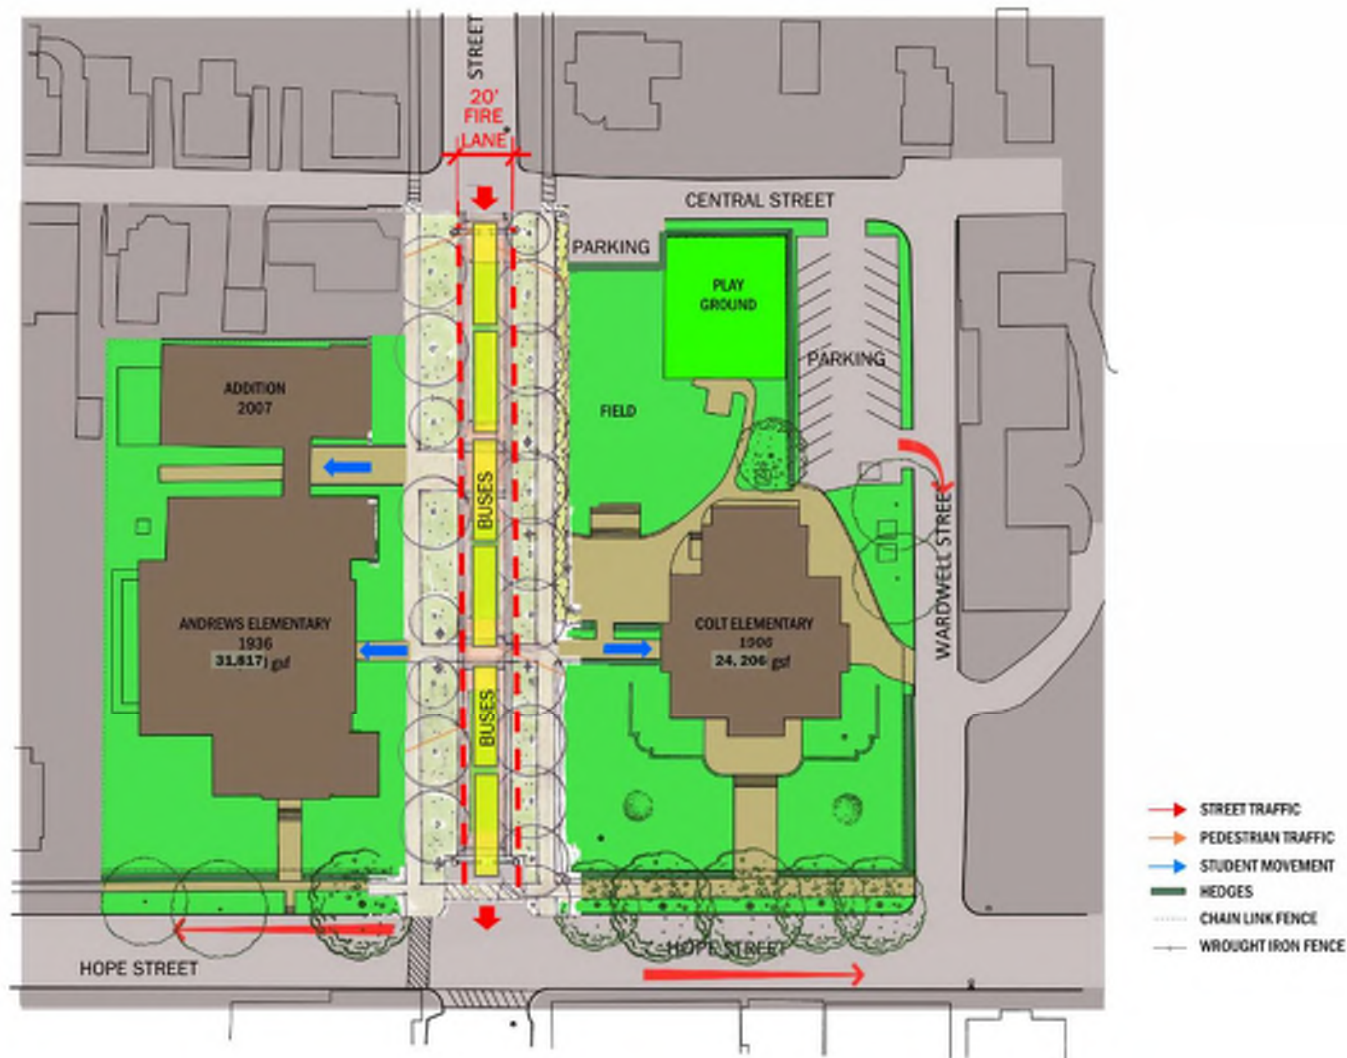 STREET
20'
FIRE
LANE
CENTRAL STREET
PARKING
PLAY
GROUND
PARKING
ADDITION
2007
FIELD
BUSES
WARDWELL STREET
ANDREWS ELEMENTARY
1936
31,817) gsf
COLT ELEMENTARY
1906
24, 206 gsf
BUSES
STREET TRAFFIC
PEDESTRIAN TRAFFIC
STUDENT MOVEMENT
HEDGES
CHAIN LINK FENCE
WROUGHT IRON FENCE
HOPE STREET
HOPE STREET